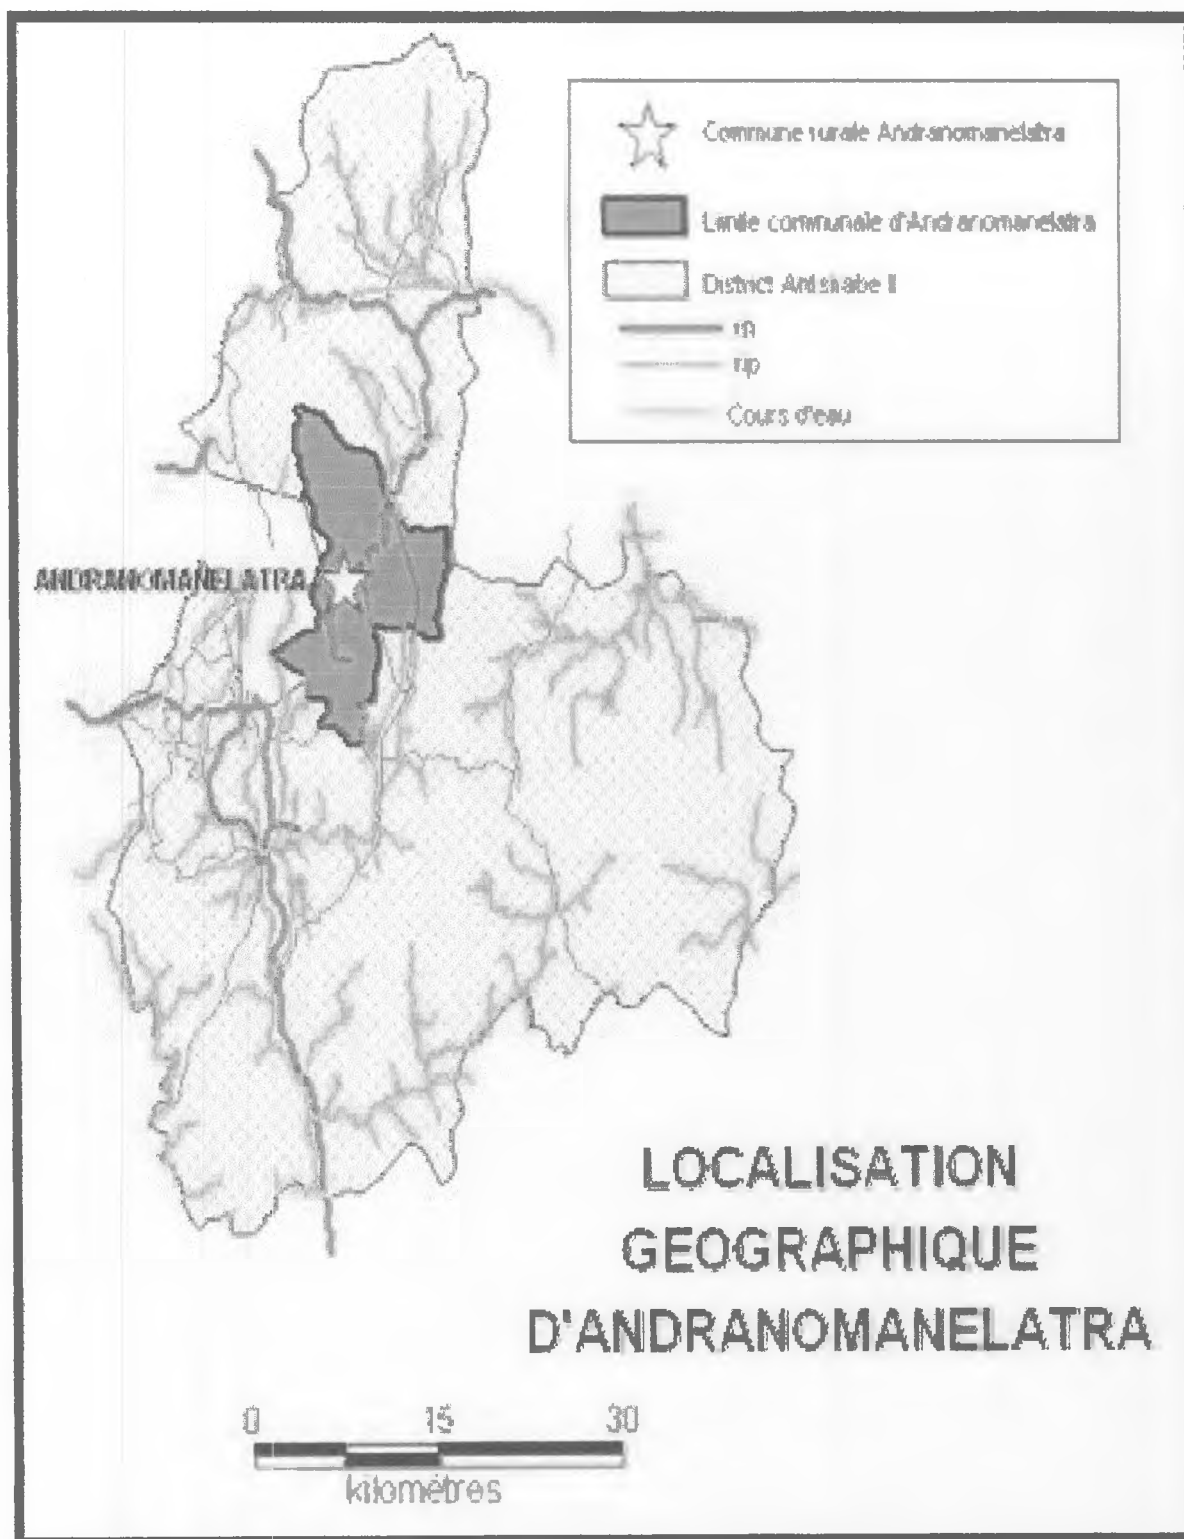 Commune rurale Andranomanelatra
Limite communale d'Andranomanelatra
District Antsirabe II
rn
rip
Cours d'eau
ANDRANOMANELATRA
LOCALISATION
GEOGRAPHIQUE
D'ANDRANOMANELATRA
0 15 30
kilométres